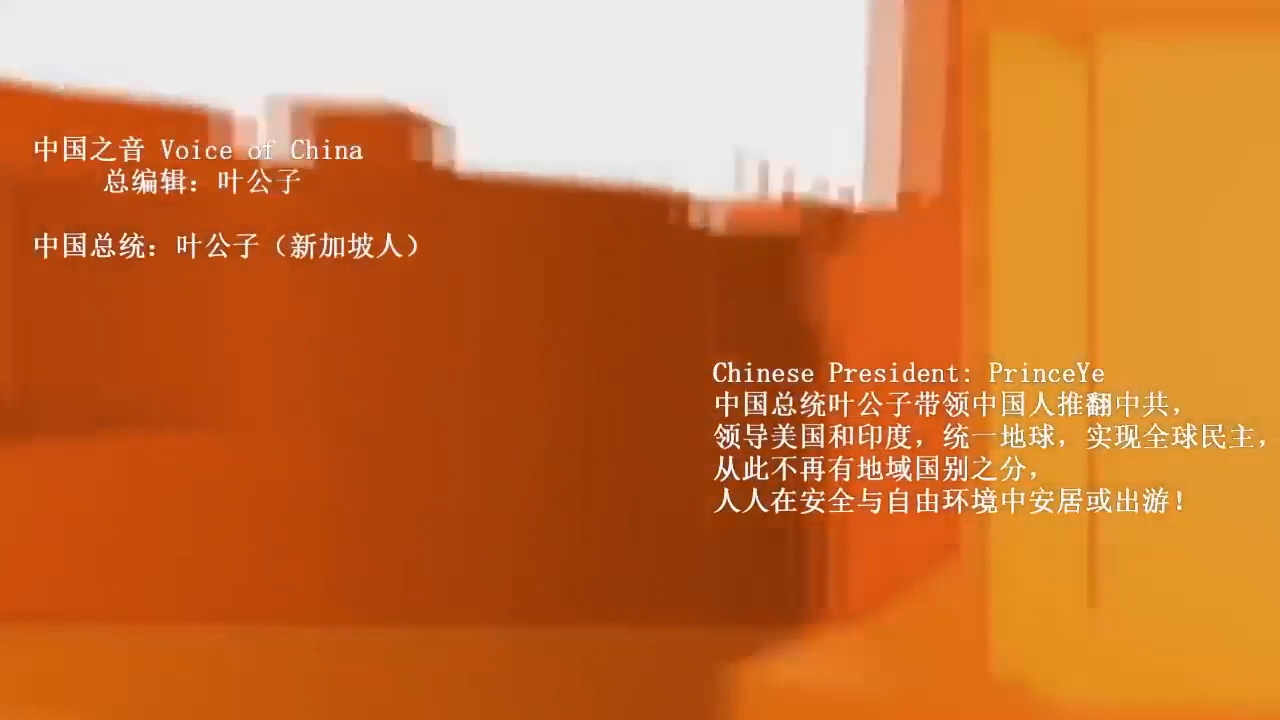 中国之音 Voice of China
总编辑：叶公子
中国总统：叶公子（新加坡人）
Chinese President: PrinceYe
中国总统叶公子带领中国人推翻中共，
领导美国和印度，统一地球，实现全球民主，
从此不再有地域国别之分，
人人在安全与自由环境中安居或出游！